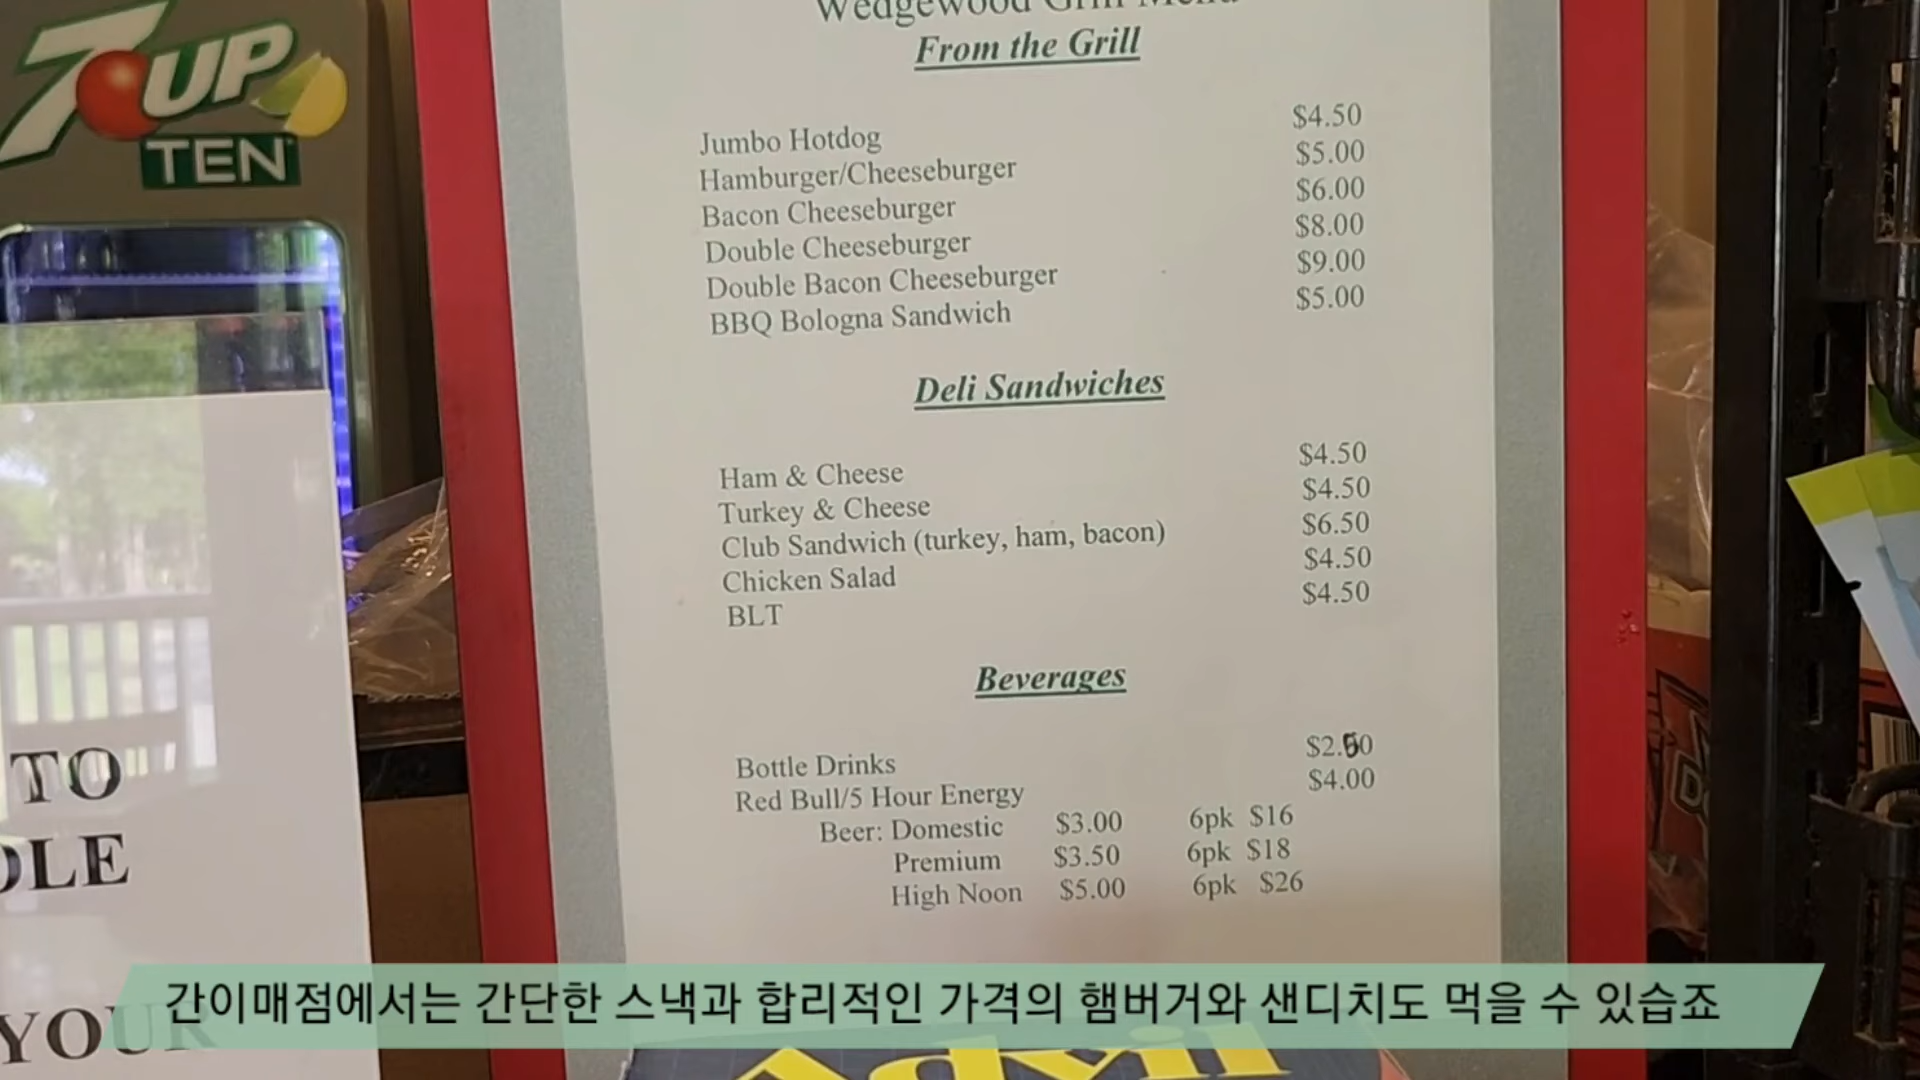 7UP
TEN
Wedgewood Grill Menu
From the Grill
Jumbo Hotdog $4.50
Hamburger/Cheeseburger $5.00
Bacon Cheeseburger $6.00
Double Cheeseburger $8.00
Double Bacon Cheeseburger $9.00
BBQ Bologna Sandwich $5.00
Deli Sandwiches
Ham & Cheese $4.50
Turkey & Cheese $4.50
Club Sandwich (turkey, ham, bacon) $6.50
Chicken Salad $4.50
BLT $4.50
Beverages
Bottle Drinks $2.50
Red Bull/5 Hour Energy $4.00
Beer: Domestic $3.00 6pk $16
Premium $3.50 6pk $18
High Noon $5.00 6pk $26
TO
YOUR
간이매점에서는 간단한 스낵과 합리적인 가격의 햄버거와 샌디치도 먹을 수 있습죠
Advil